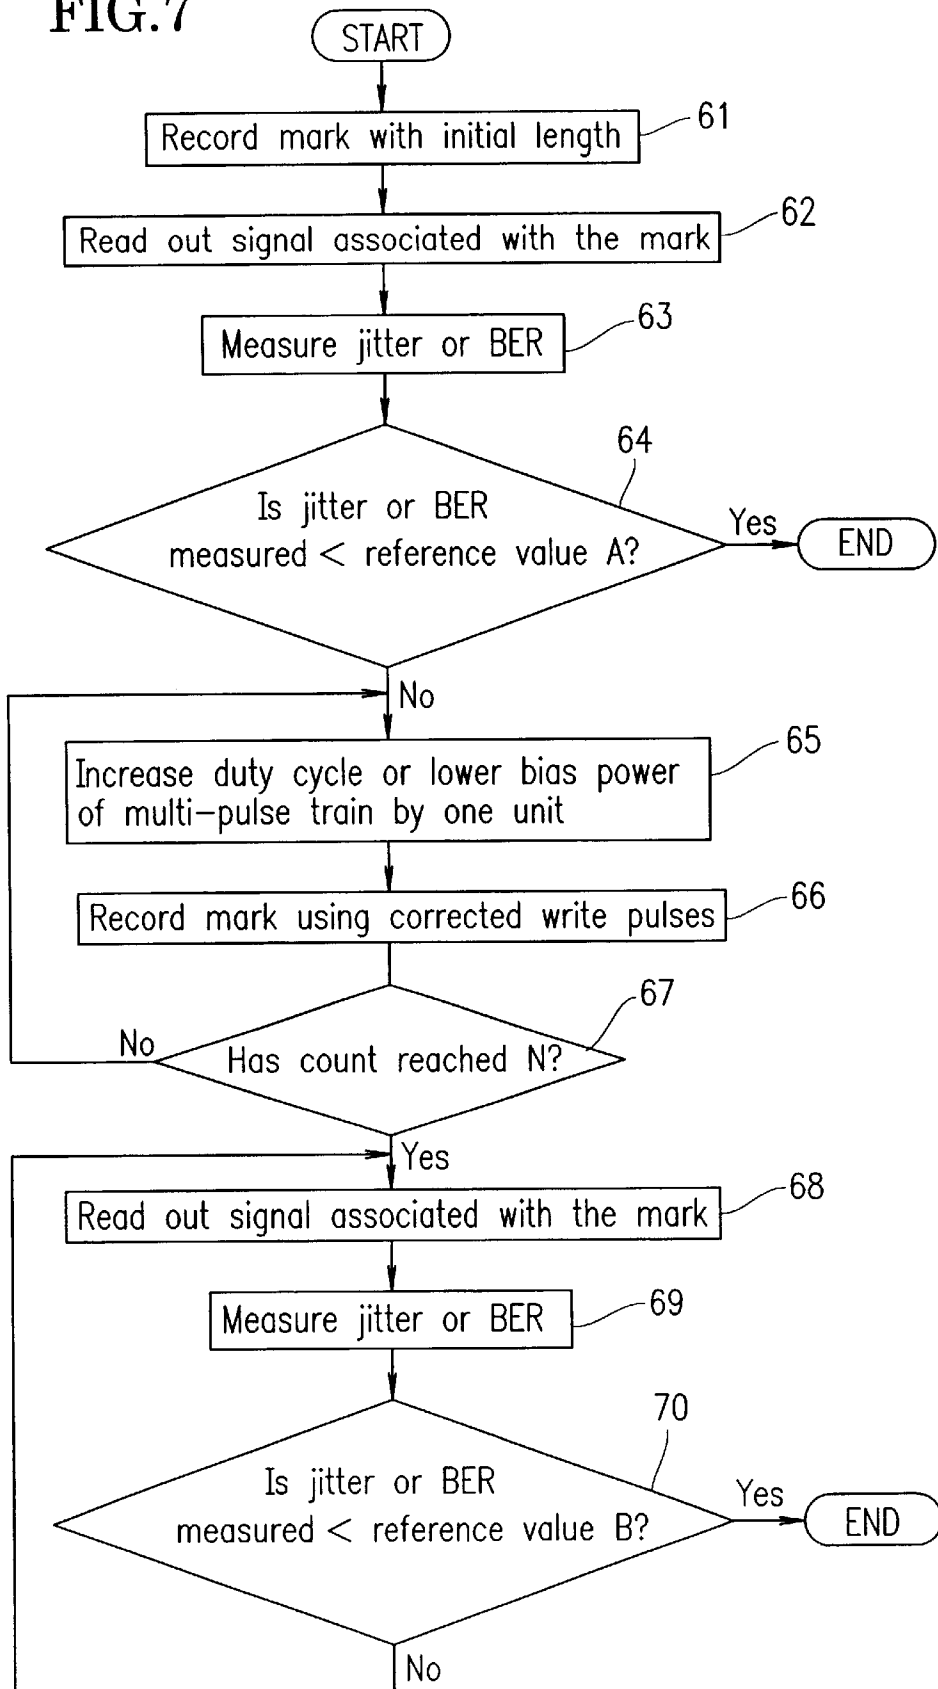 FIG.7
START
Record mark with initial length
61
Read out signal associated with the mark
62
Measure jitter or BER
63
64
Is jitter or BER
measured < reference value A?
Yes
END
No
Increase duty cycle or lower bias power
of multi-pulse train by one unit
65
Record mark using corrected write pulses
66
67
Has count reached N?
No
Yes
Read out signal associated with the mark
68
Measure jitter or BER
69
70
Is jitter or BER
measured < reference value B?
Yes
END
No